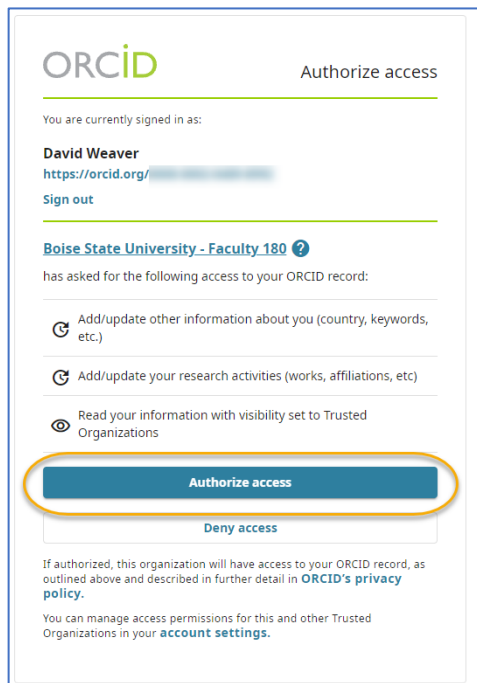 ORCID
Authorize access
You are currently signed in as:
David Weaver
https://orcid.org/
Sign out
Boise State University - Faculty 180 ?
has asked for the following access to your ORCID record:
Add/update other information about you (country, keywords,
etc.)
Add/update your research activities (works, affiliations, etc)
Read your information with visibility set to Trusted
Organizations
Authorize access
Deny access
If authorized, this organization will have access to your ORCID record, as
outlined above and described in further detail in ORCID's privacy
policy.
You can manage access permissions for this and other Trusted
Organizations in your account settings.